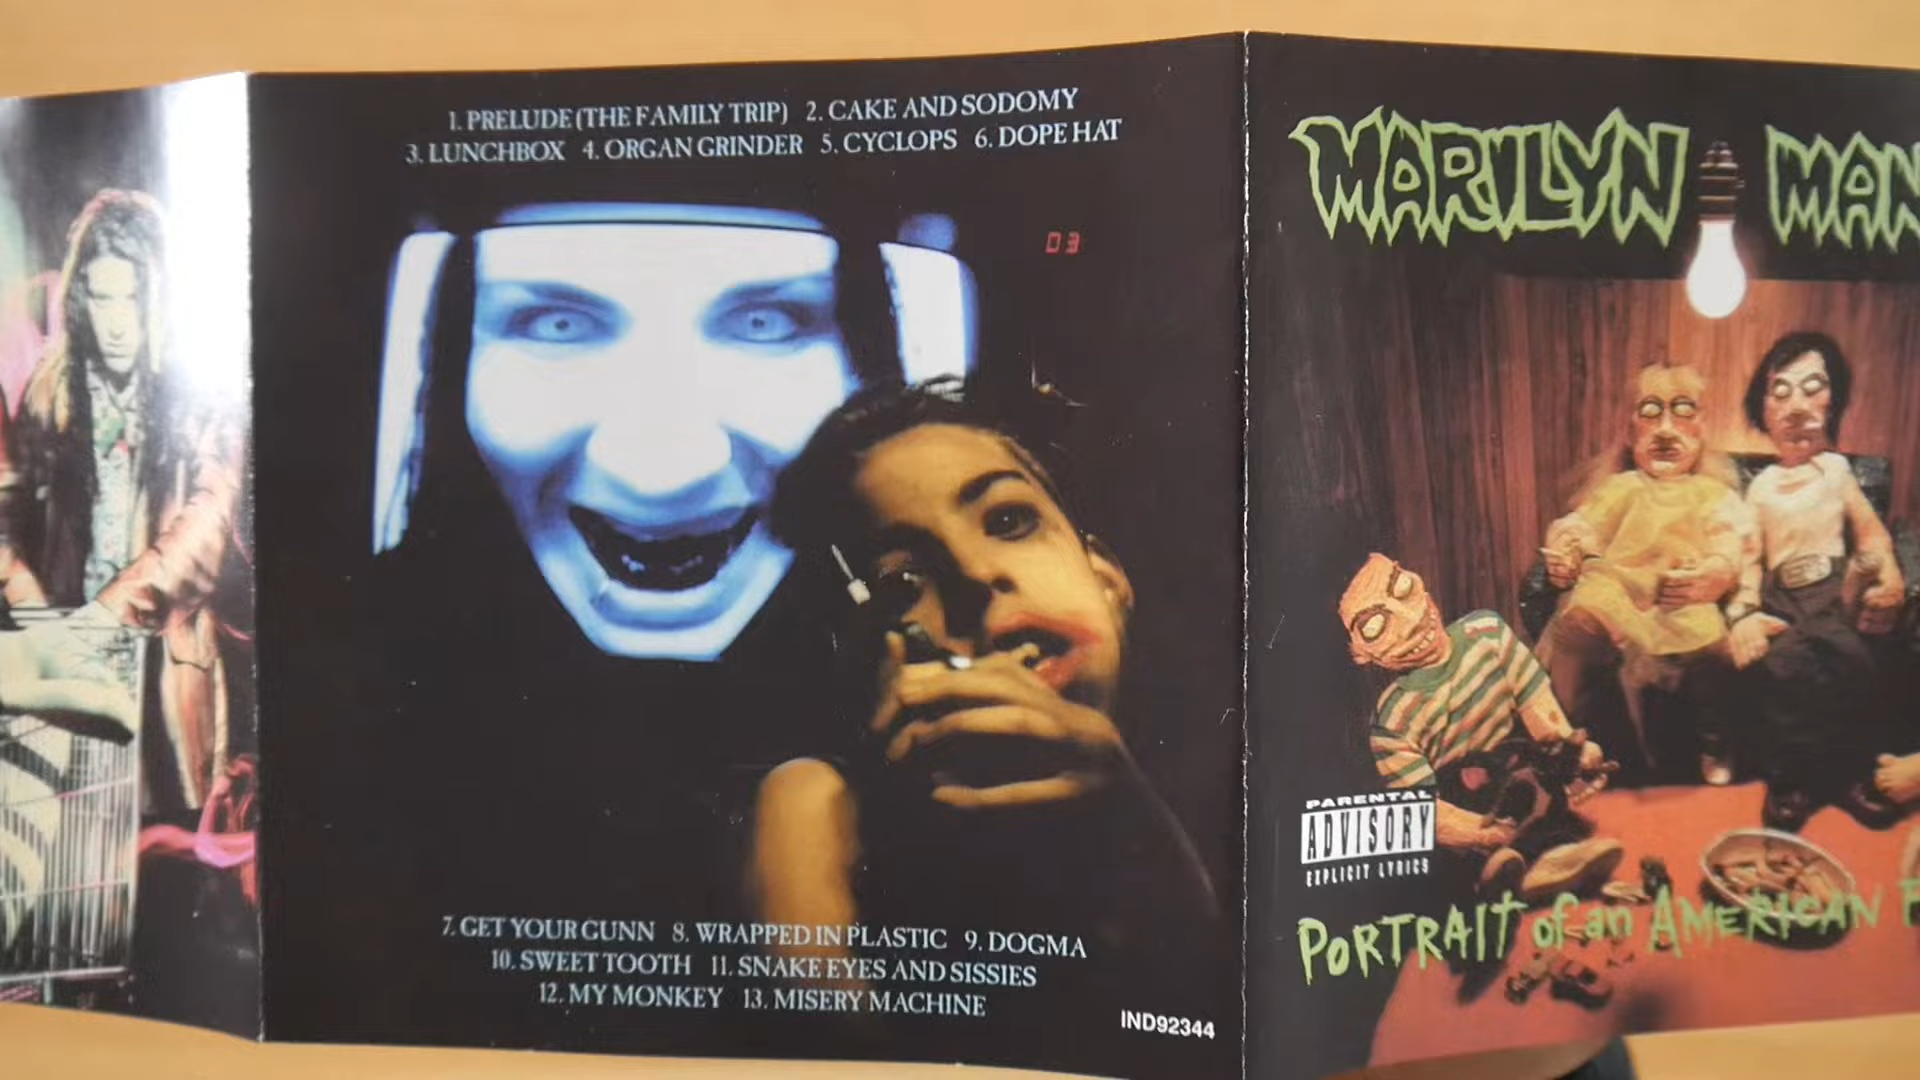 1. PRELUDE (THE FAMILY TRIP) 2. CAKE AND SODOMY
3. LUNCHBOX 4. ORGAN GRINDER 5. CYCLOPS 6. DOPE HAT
03
7. GET YOUR GUNN 8. WRAPPED IN PLASTIC 9. DOGMA
10. SWEET TOOTH 11. SNAKE EYES AND SISSIES
12. MY MONKEY 13. MISERY MACHINE
IND92344
MARILYN MAN
PARENTAL
ADVISORY
EXPLICIT LYRICS
PORTRAIT of an AMERICAN F